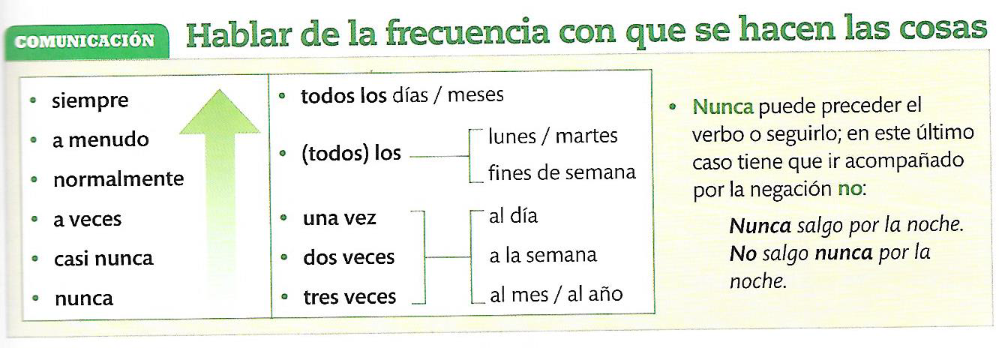 COMUNICACIÓN
Hablar de la frecuencia con que se hacen las cosas
• siempre
• a menudo
• normalmente
• a veces
• casi nunca
• nunca
• todos los días / meses
• (todos) los
lunes / martes
fines de semana
• una vez
• dos veces
• tres veces
al día
a la semana
al mes / al año
• Nunca puede preceder el
verbo o seguirlo; en este último
caso tiene que ir acompañado
por la negación no:
Nunca salgo por la noche.
No salgo nunca por la
noche.